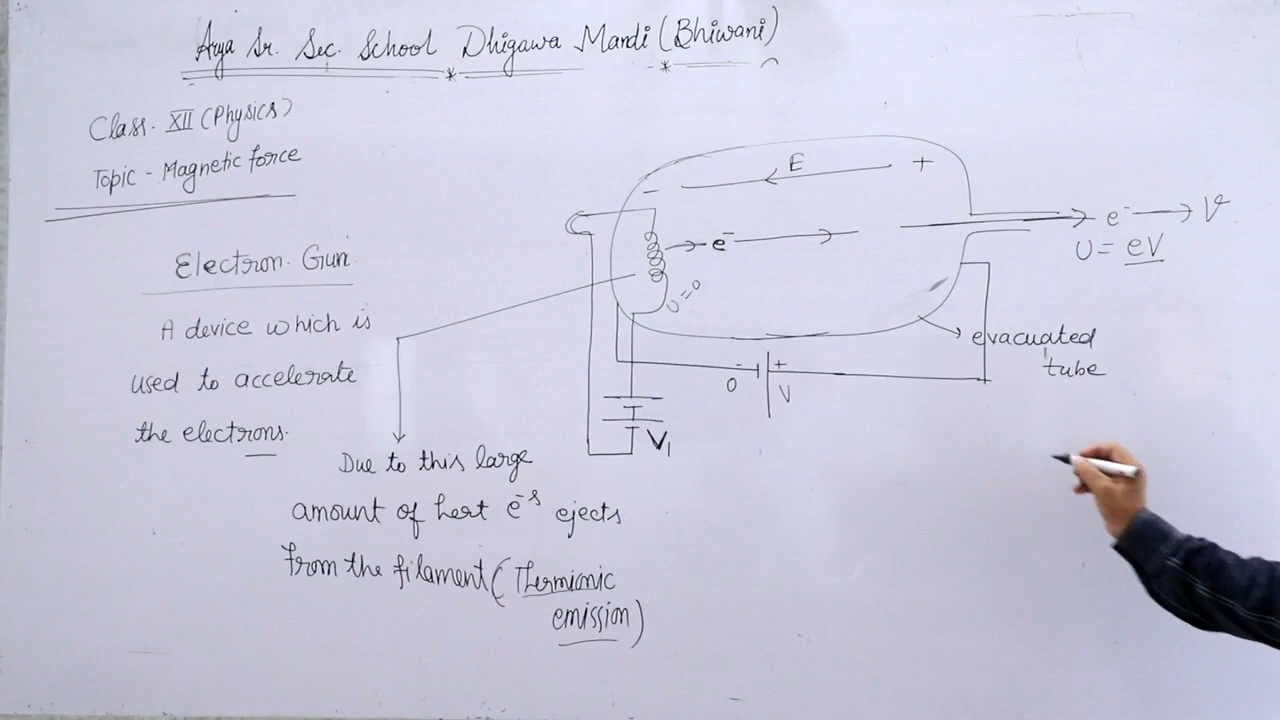 Arya Sr. Sec. School Dhigawa Mandi (Bhiwani)
Class. XII (Physics)
Topic - Magnetic force
Electron Gun
A device which is
used to accelerate
the electrons.
- E +
e⁻
e⁻ → V
U = eV
U=0
evacuated
tube
- +
0 V
V₁
Due to this large
amount of heat e⁻s ejects
from the filament (Thermionic
emission)